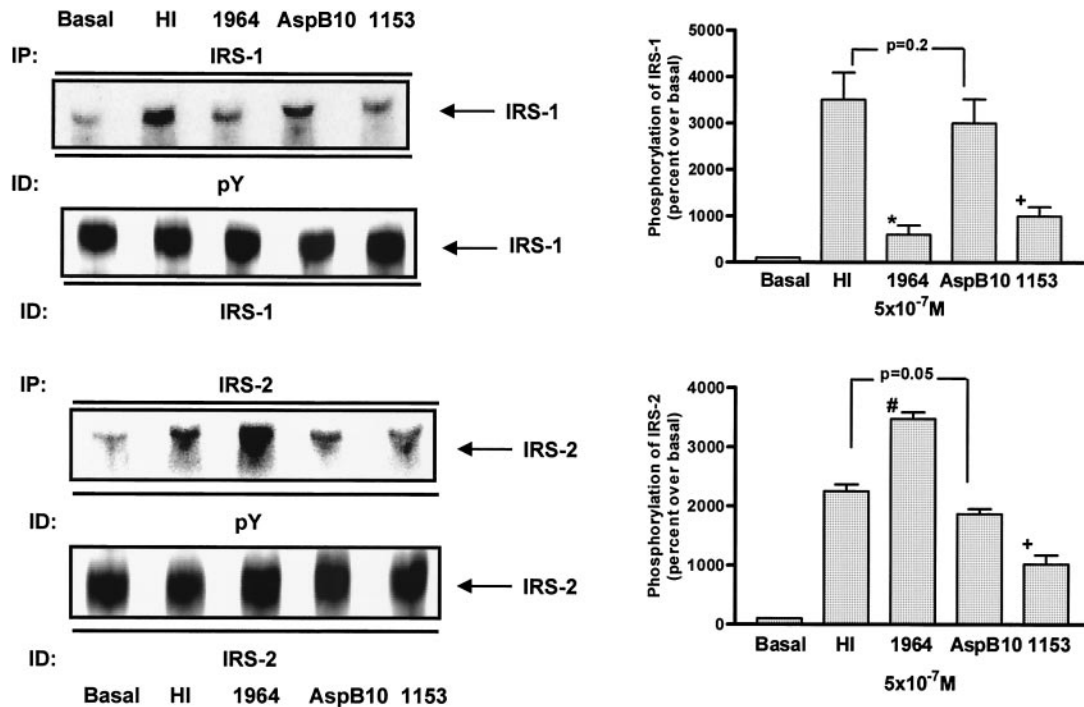 Basal HI 1964 AspB10 1153
IP: IRS-1
IRS-1
ID: pY
IRS-1
ID: IRS-1
IP: IRS-2
IRS-2
ID: pY
IRS-2
ID: IRS-2
Basal HI 1964 AspB10 1153
Phosphorylation of IRS-1
(percent over basal)
5000
4000
3000
2000
1000
0
p=0.2
*
+
Basal HI 1964 AspB10 1153
5x10⁻⁷M
Phosphorylation of IRS-2
(percent over basal)
4000
3000
2000
1000
0
p=0.05
#
+
Basal HI 1964 AspB10 1153
5x10⁻⁷M